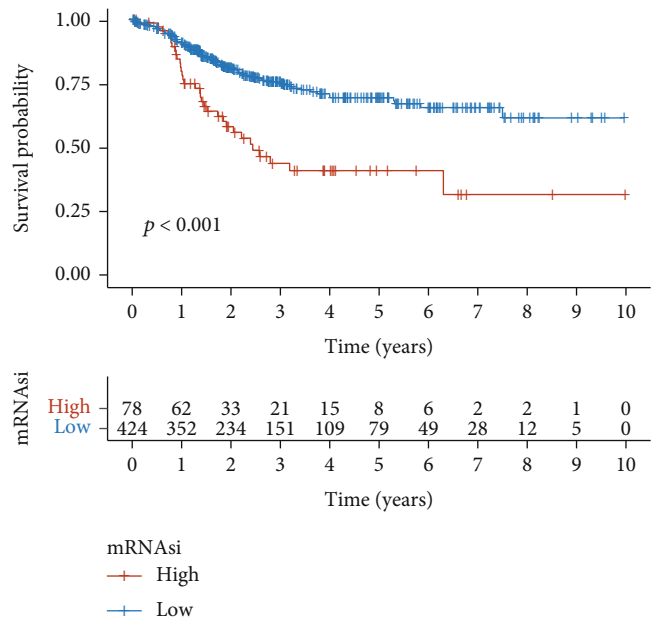 1.00
0.75
0.50
0.25
0.00
Survival probability
p < 0.001
0 1 2 3 4 5 6 7 8 9 10
Time (years)
mRNAsi
High 78 62 33 21 15 8 6 2 2 1 0
Low 424 352 234 151 109 79 49 28 12 5 0
0 1 2 3 4 5 6 7 8 9 10
Time (years)
mRNAsi
High
Low